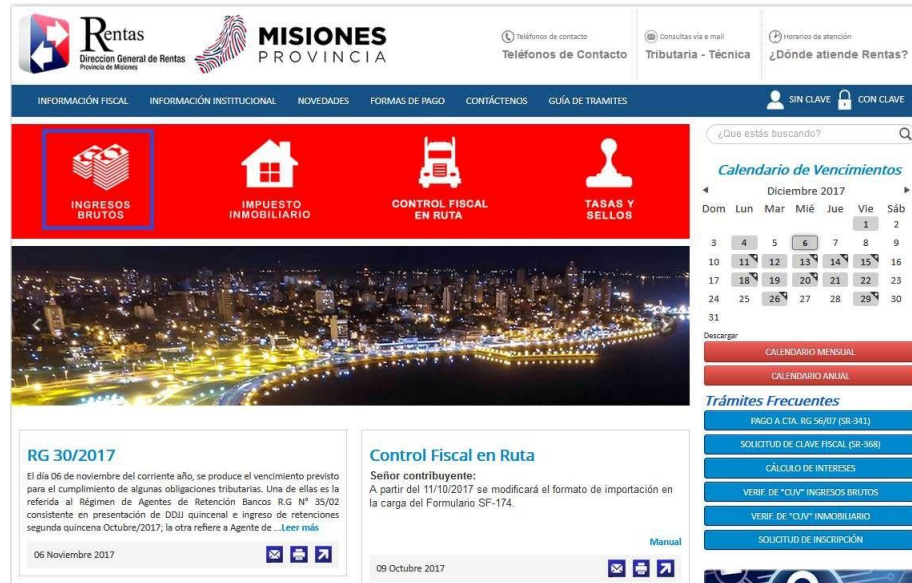 Rentas
Direccion General de Rentas
Provincia de Misiones
MISIONES
PROVINCIA
Teléfonos de contacto
Teléfonos de Contacto
Consultas vía e mail
Tributaria - Técnica
Horarios de atención
¿Dónde atiende Rentas?
INFORMACIÓN FISCAL INFORMACIÓN INSTITUCIONAL NOVEDADES FORMAS DE PAGO CONTÁCTENOS GUÍA DE TRAMITES SIN CLAVE CON CLAVE
INGRESOS
BRUTOS
IMPUESTO
INMOBILIARIO
CONTROL FISCAL
EN RUTA
TASAS Y
SELLOS
¿Que estás buscando?
Calendario de Vencimientos
Diciembre 2017
Dom Lun Mar Mié Jue Vie Sáb
1 2
3 4 5 6 7 8 9
10 11 12 13 14 15 16
17 18 19 20 21 22 23
24 25 26 27 28 29 30
31
Descargar
CALENDARIO MENSUAL
CALENDARIO ANUAL
Trámites Frecuentes
PAGO A CTA. RG 56/07 (SR-341)
SOLICITUD DE CLAVE FISCAL (SR-368)
CÁLCULO DE INTERESES
VERIF. DE "CUV" INGRESOS BRUTOS
VERIF. DE "CUV" INMOBILIARIO
SOLICITUD DE INSCRIPCIÓN
RG 30/2017
El día 06 de noviembre del corriente año, se produce el vencimiento previsto
para el cumplimiento de algunas obligaciones tributarias. Una de ellas es la
referida al Régimen de Agentes de Retención Bancos R.G Nº 35/02
consistente en presentación de DDJJ quincenal e ingreso de retenciones
segunda quincena Octubre/2017; la otra refiere a Agente de ...Leer más
06 Noviembre 2017
Control Fiscal en Ruta
Señor contribuyente:
A partir del 11/10/2017 se modificará el formato de importación en
la carga del Formulario SF-174.
Manual
09 Octubre 2017